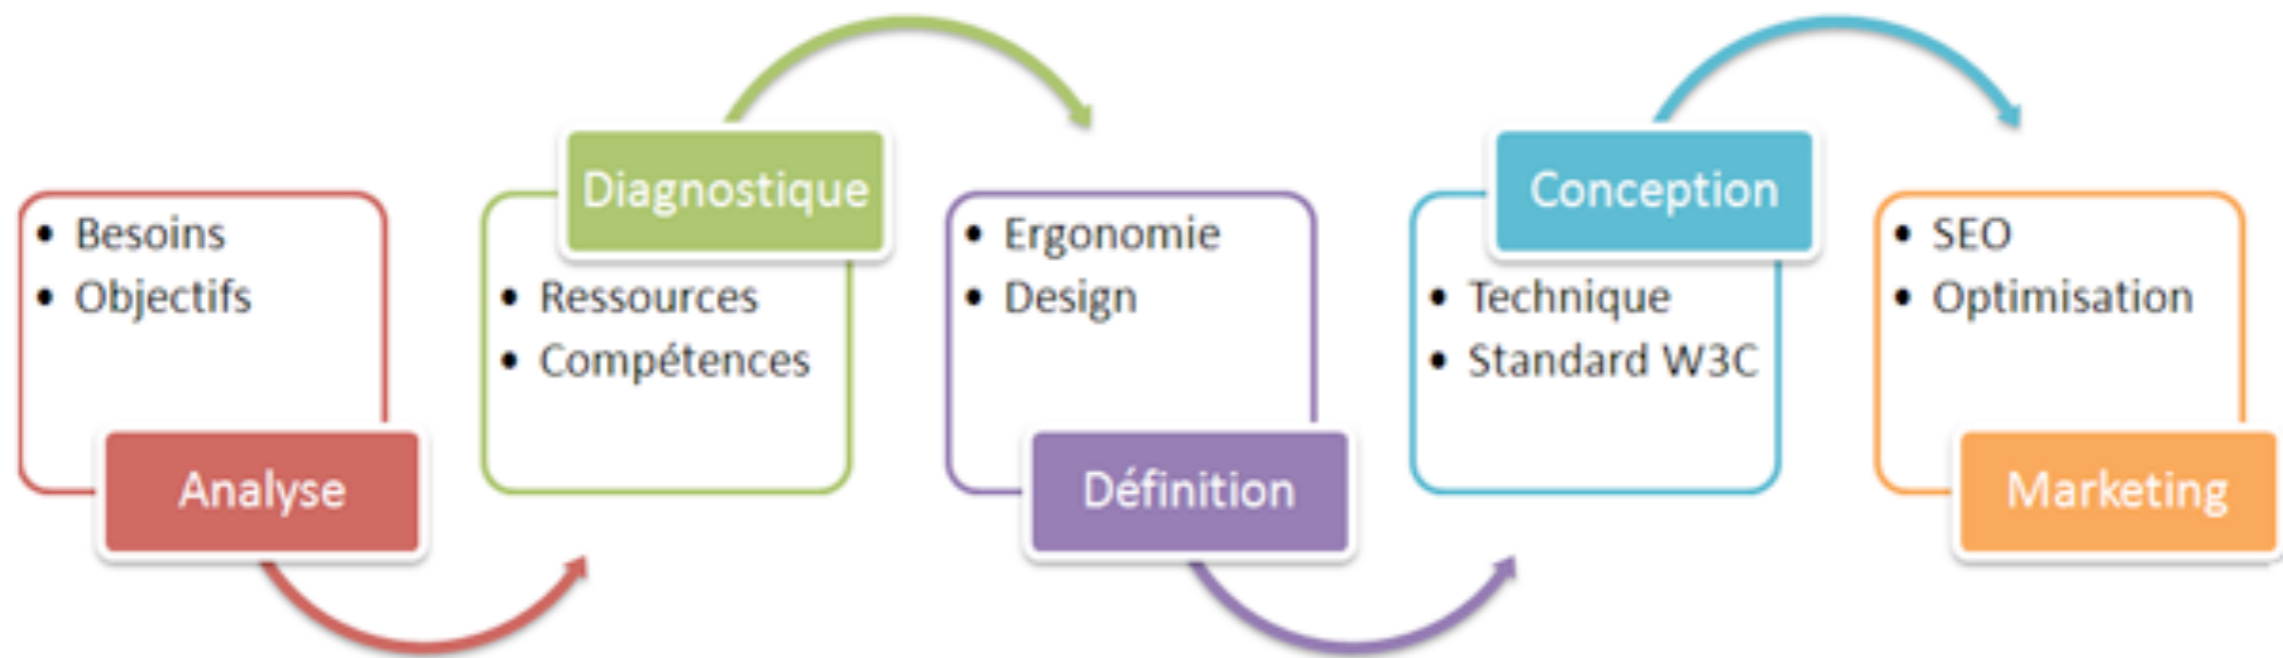 • Besoins
• Objectifs
Analyse
Diagnostique
• Ressources
• Compétences
• Ergonomie
• Design
Définition
Conception
• Technique
• Standard W3C
• SEO
• Optimisation
Marketing